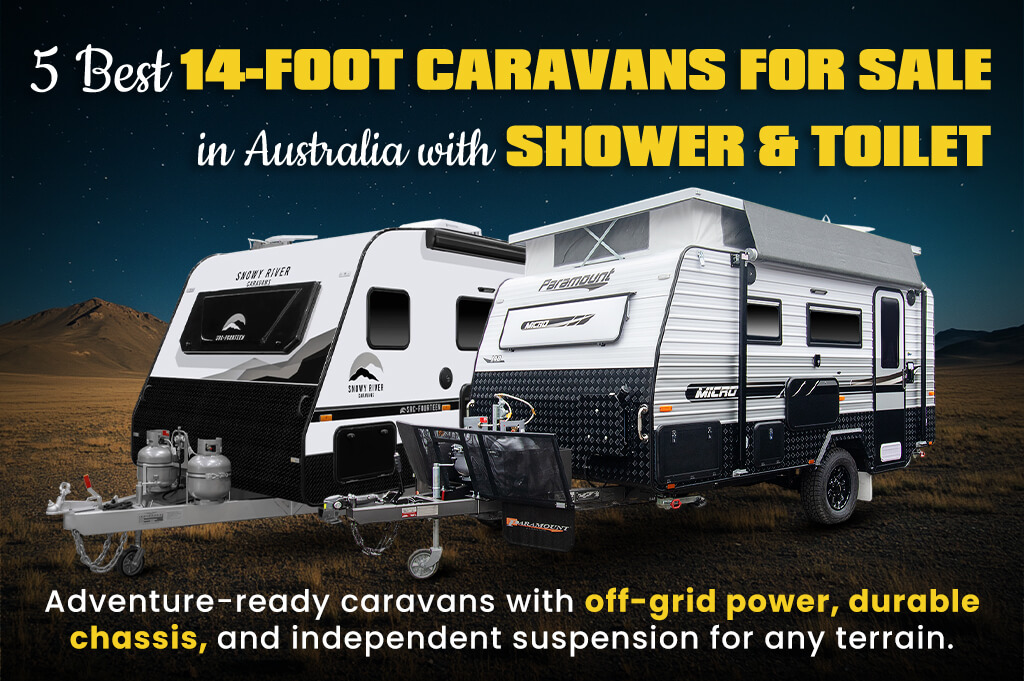 5 Best 14-FOOT CARAVANS FOR SALE
in Australia with SHOWER & TOILET
SNOWY RIVER
CARAVANS
SRC-FOURTEEN
SNOWY RIVER
CARAVANS
SRC-FOURTEEN
Paramount
MICRO
MICRO
PARAMOUNT
Adventure-ready caravans with off-grid power, durable
chassis, and independent suspension for any terrain.